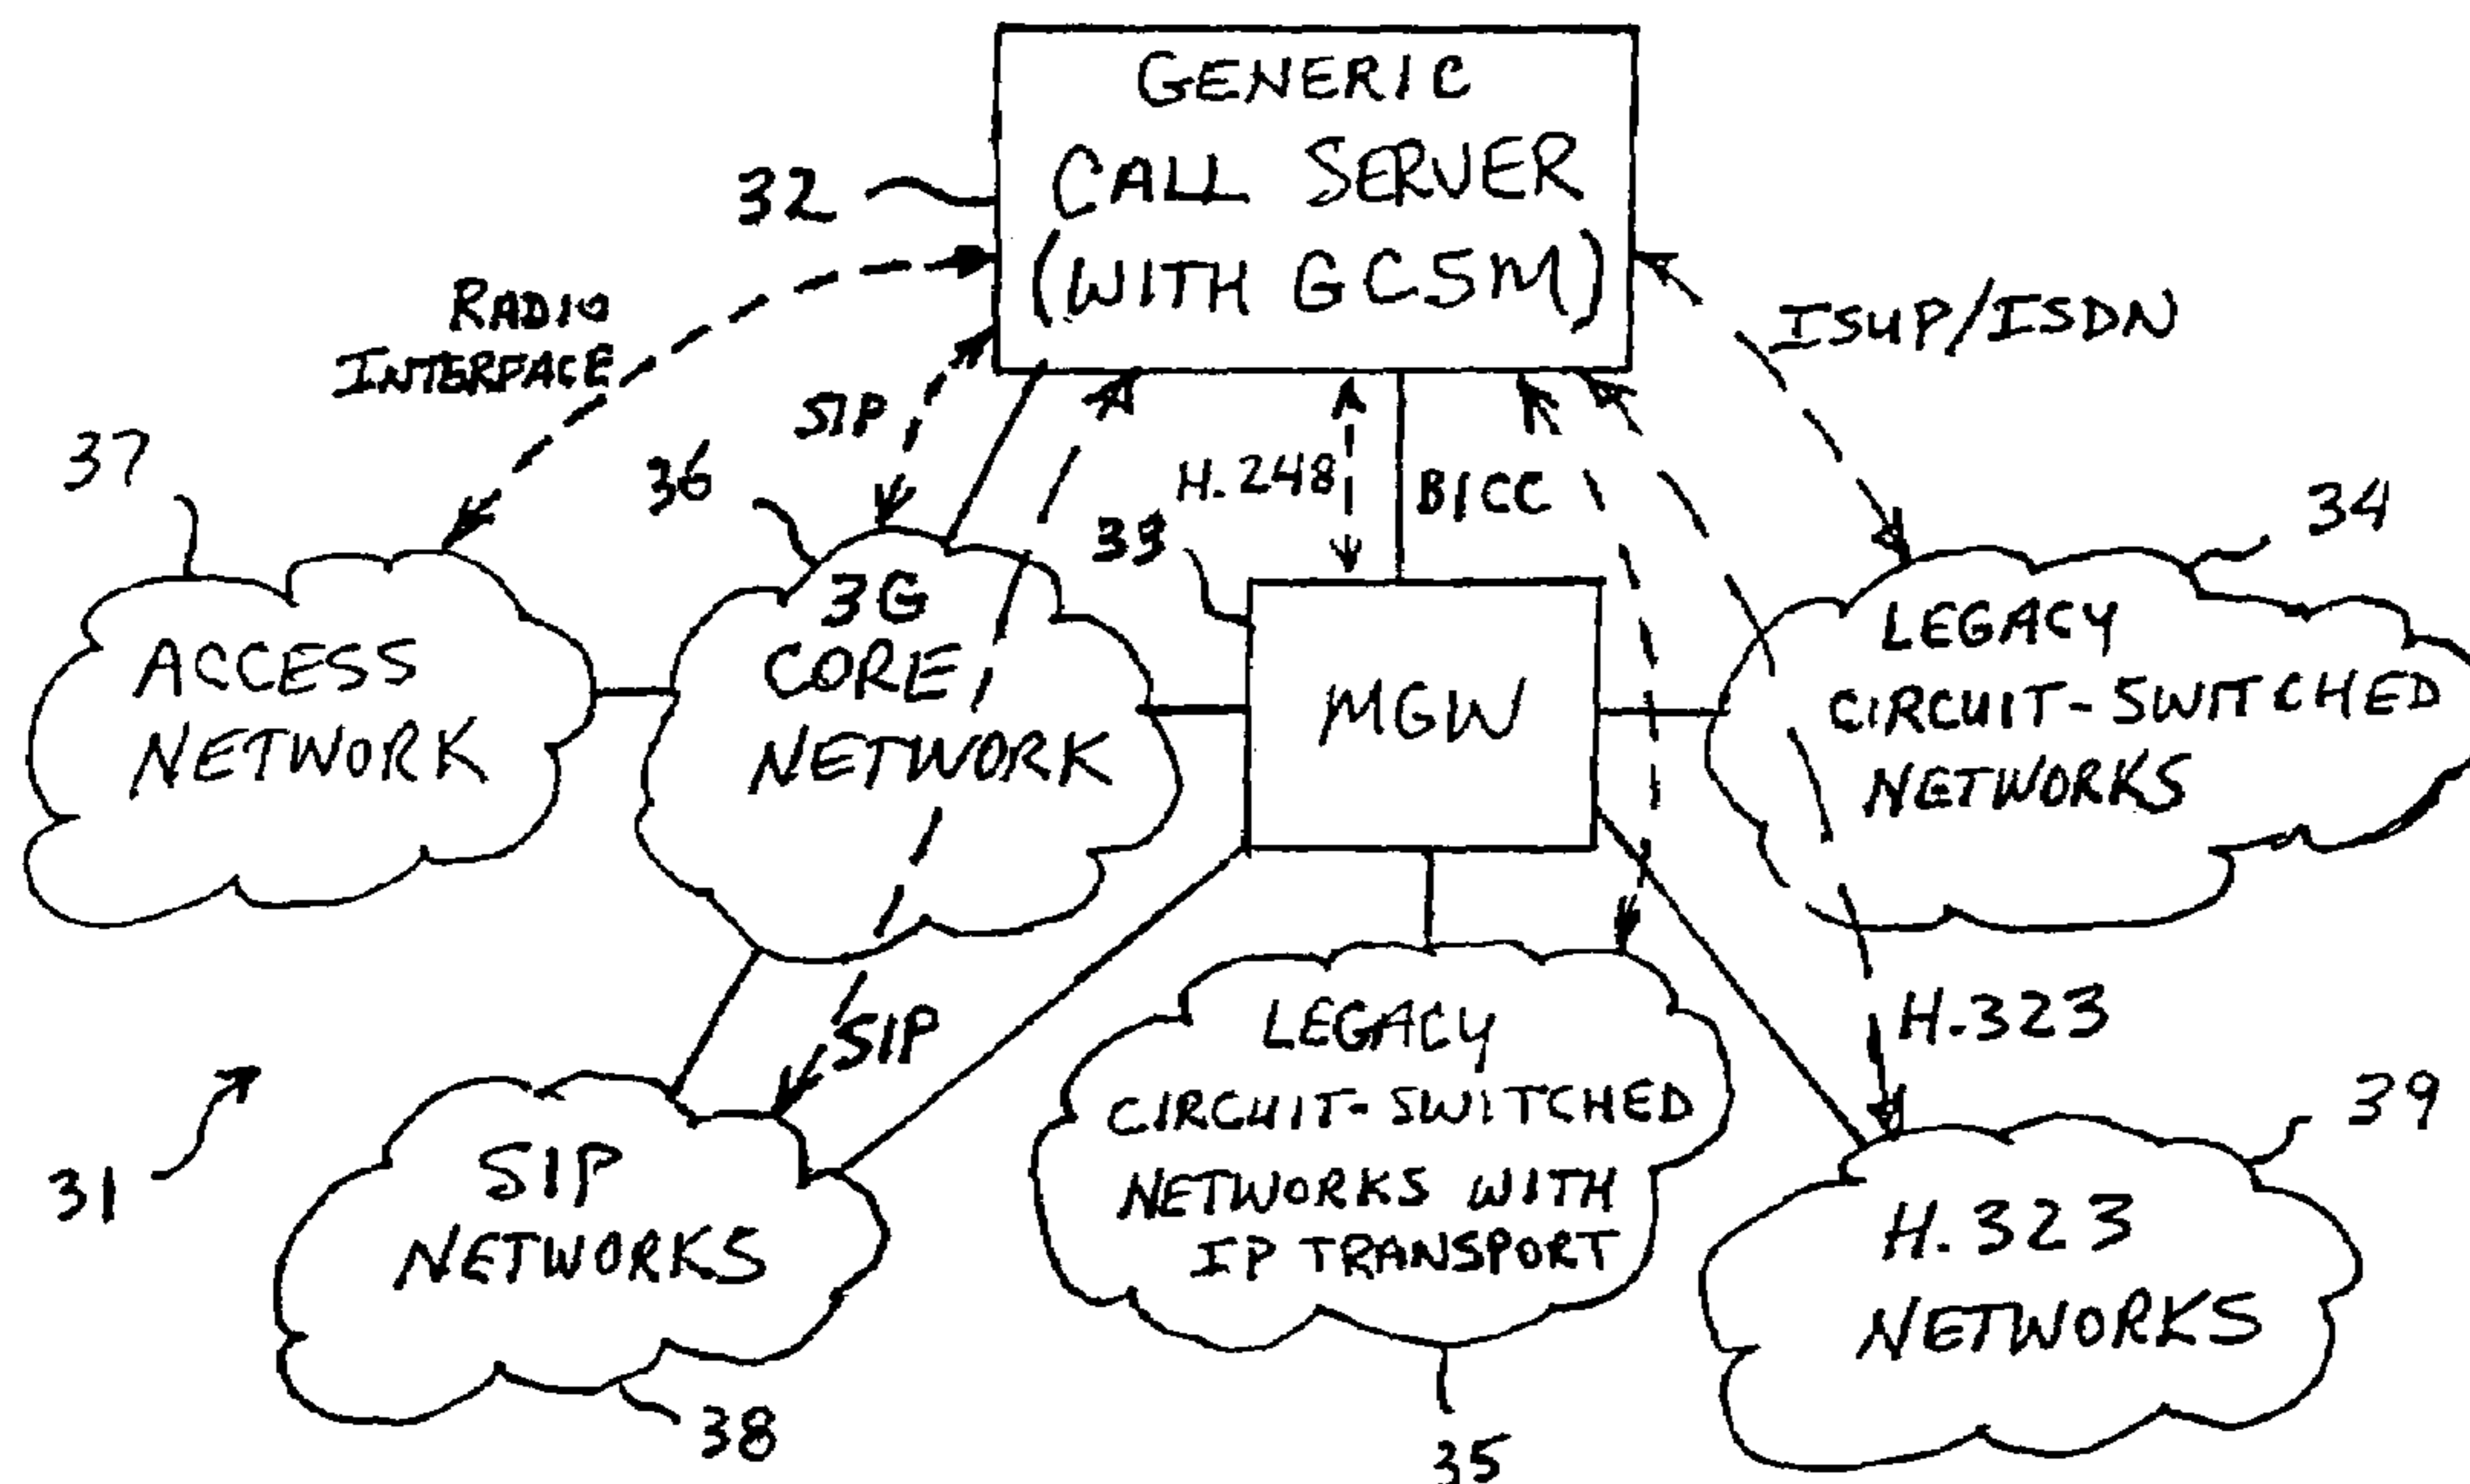 GENERIC
CALL SERVER
(WITH GCSM)
32
RADIO
INTERFACE
SIP
ISUP/ISDN
37
36
H.248
BICC
33
34
ACCESS
NETWORK
3G
CORE
NETWORK
MGW
LEGACY
CIRCUIT-SWITCHED
NETWORKS
SIP
H.323
31
SIP
NETWORKS
38
LEGACY
CIRCUIT-SWITCHED
NETWORKS WITH
IP TRANSPORT
35
39
H.323
NETWORKS